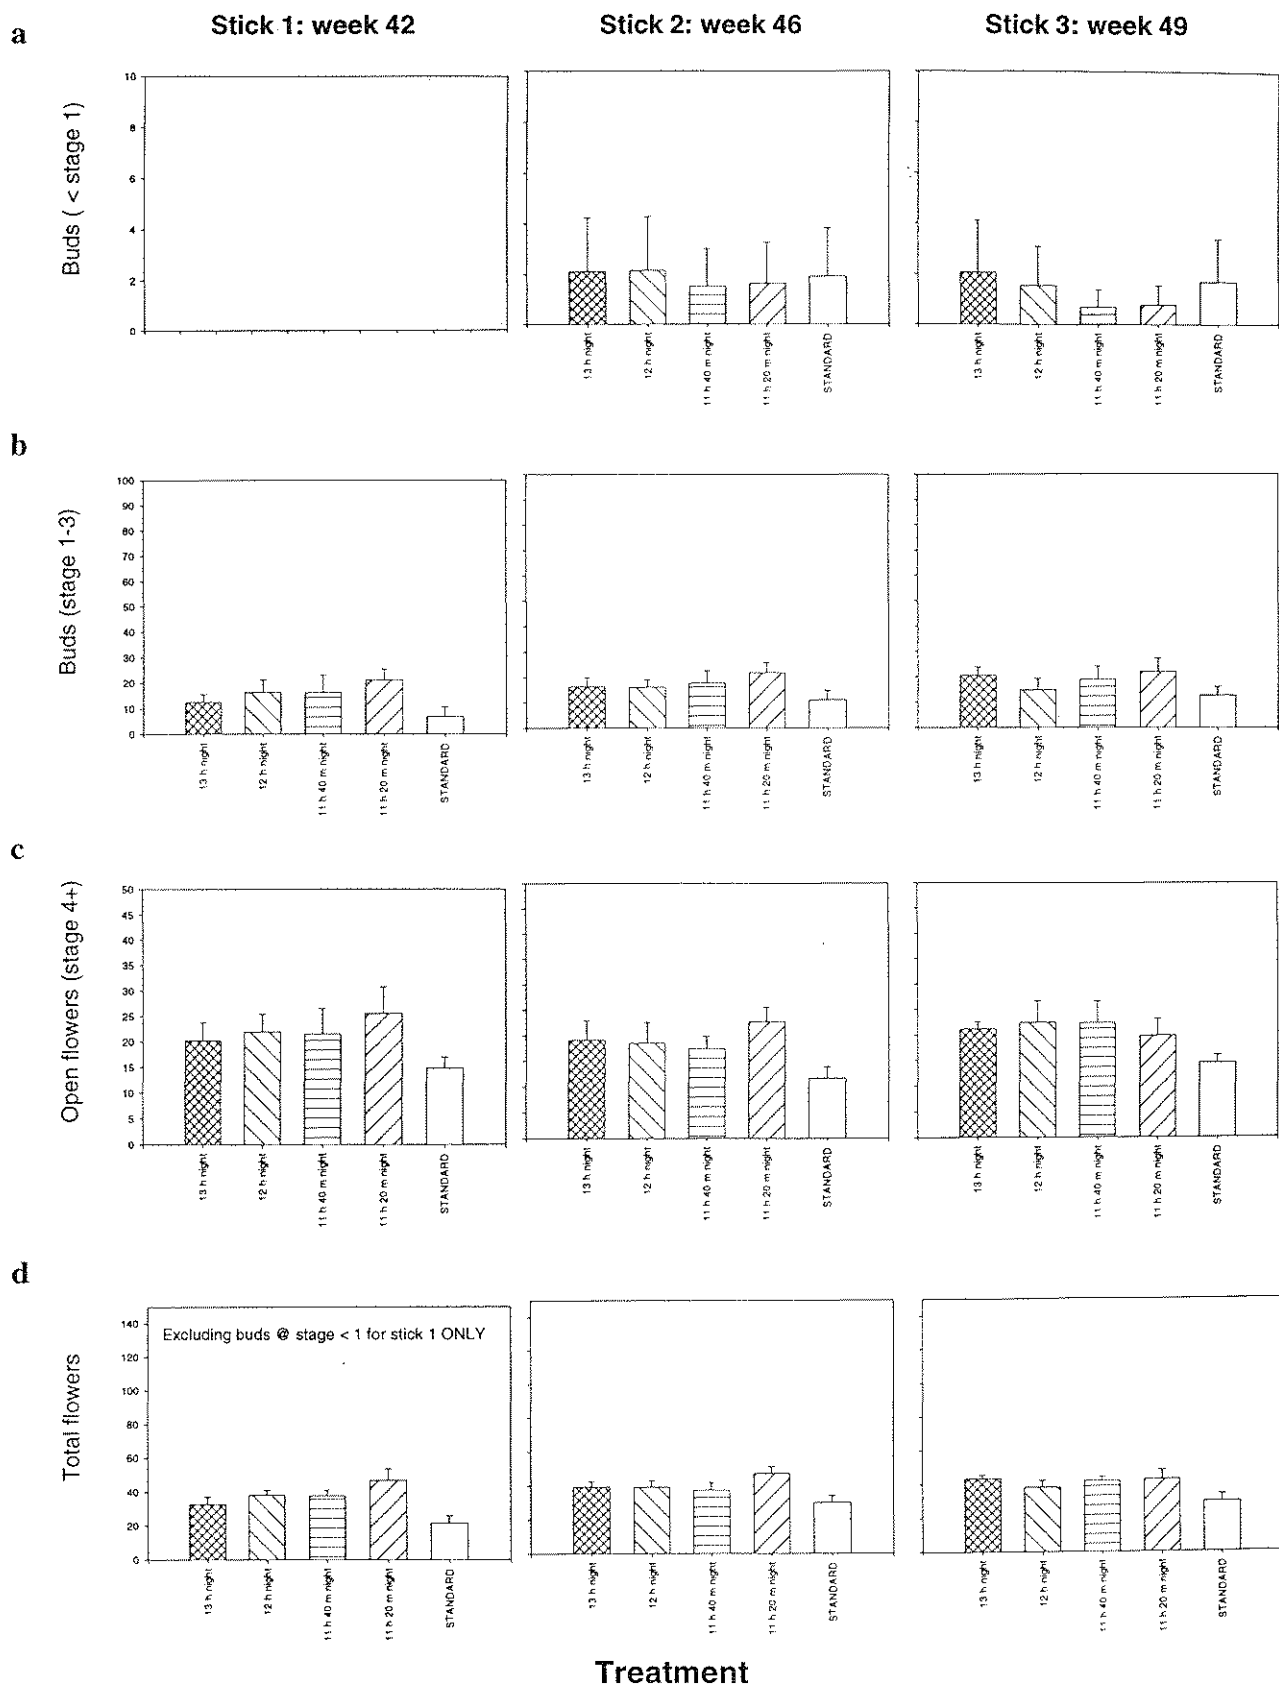 a
Stick 1: week 42
Stick 2: week 46
Stick 3: week 49
Buds ( < stage 1)
10
8
6
4
2
0
13 h night
12 h night
11 h 40 m night
11 h 20 m night
STANDARD
13 h night
12 h night
11 h 40 m night
11 h 20 m night
STANDARD
b
Buds (stage 1-3)
100
90
80
70
60
50
40
30
20
10
0
13 h night
12 h night
11 h 40 m night
11 h 20 m night
STANDARD
13 h night
12 h night
11 h 40 m night
11 h 20 m night
STANDARD
13 h night
12 h night
11 h 40 m night
11 h 20 m night
STANDARD
c
Open flowers (stage 4+)
50
45
40
35
30
25
20
15
10
5
0
13 h night
12 h night
11 h 40 m night
11 h 20 m night
STANDARD
13 h night
12 h night
11 h 40 m night
11 h 20 m night
STANDARD
13 h night
12 h night
11 h 40 m night
11 h 20 m night
STANDARD
d
Total flowers
140
120
100
80
60
40
20
0
Excluding buds @ stage < 1 for stick 1 ONLY
13 h night
12 h night
11 h 40 m night
11 h 20 m night
STANDARD
13 h night
12 h night
11 h 40 m night
11 h 20 m night
STANDARD
13 h night
12 h night
11 h 40 m night
11 h 20 m night
STANDARD
Treatment